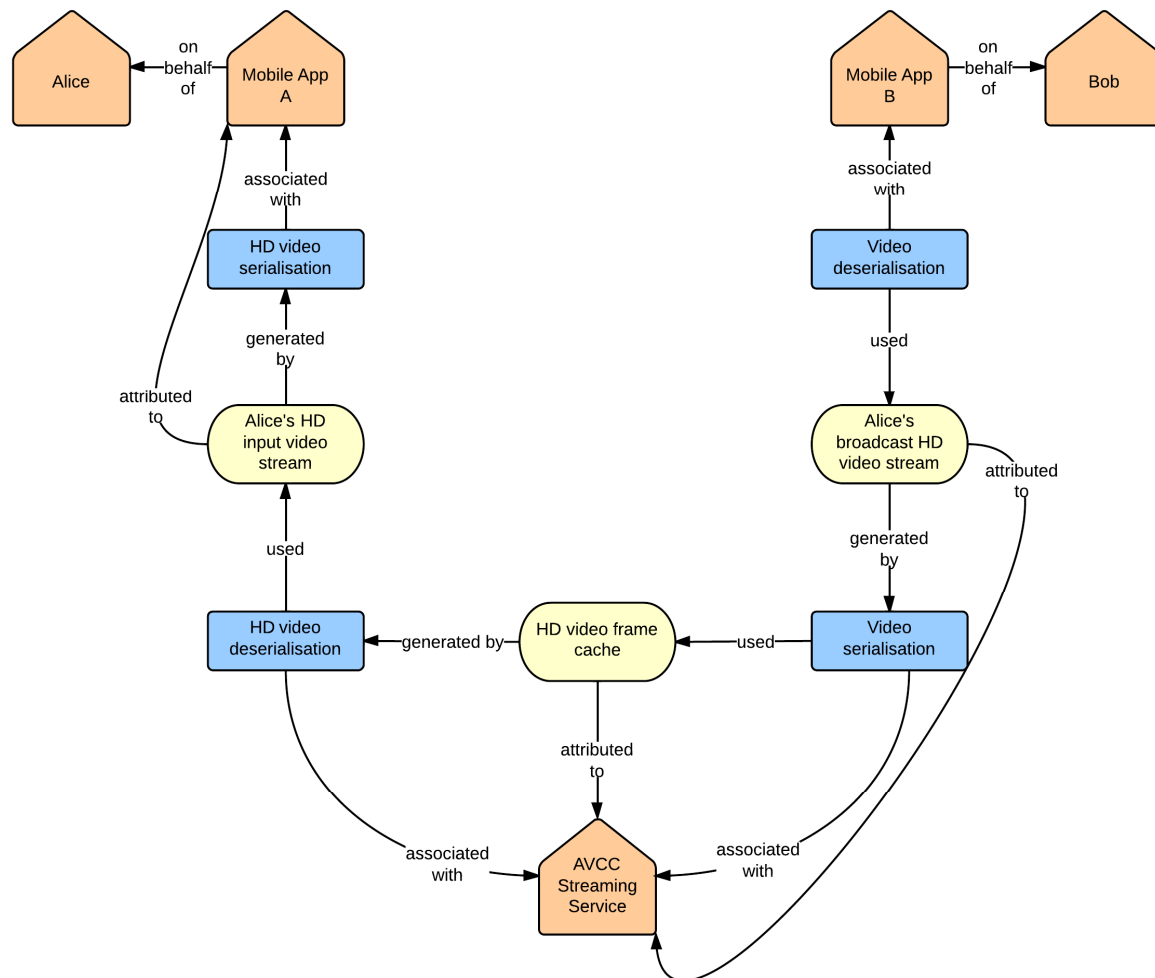 Alice
on
behalf
of
Mobile App
A
Mobile App
B
on
behalf
of
Bob
associated
with
associated
with
HD video
serialisation
Video
deserialisation
generated
by
used
attributed
to
Alice's HD
input video
stream
Alice's
broadcast HD
video stream
attributed
to
used
generated
by
HD video
deserialisation
generated by
HD video frame
cache
used
Video
serialisation
attributed
to
associated
with
AVCC
Streaming
Service
associated
with